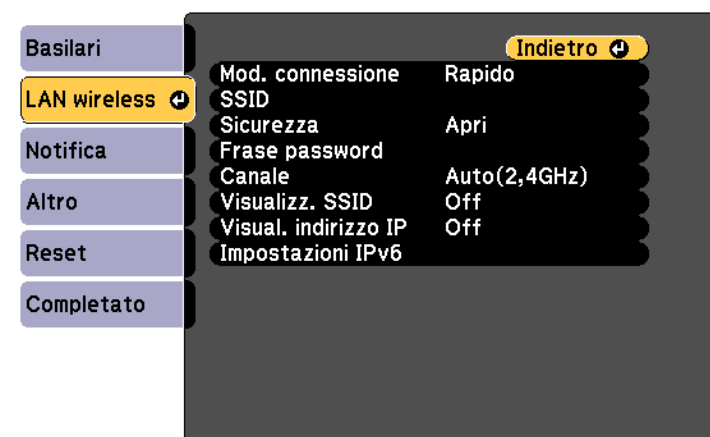 Basilari
LAN wireless
Notifica
Altro
Reset
Completato
Indietro
Mod. connessione Rapido
SSID
Sicurezza Apri
Frase password
Canale Auto(2,4GHz)
Visualizz. SSID Off
Visual. indirizzo IP Off
Impostazioni IPv6